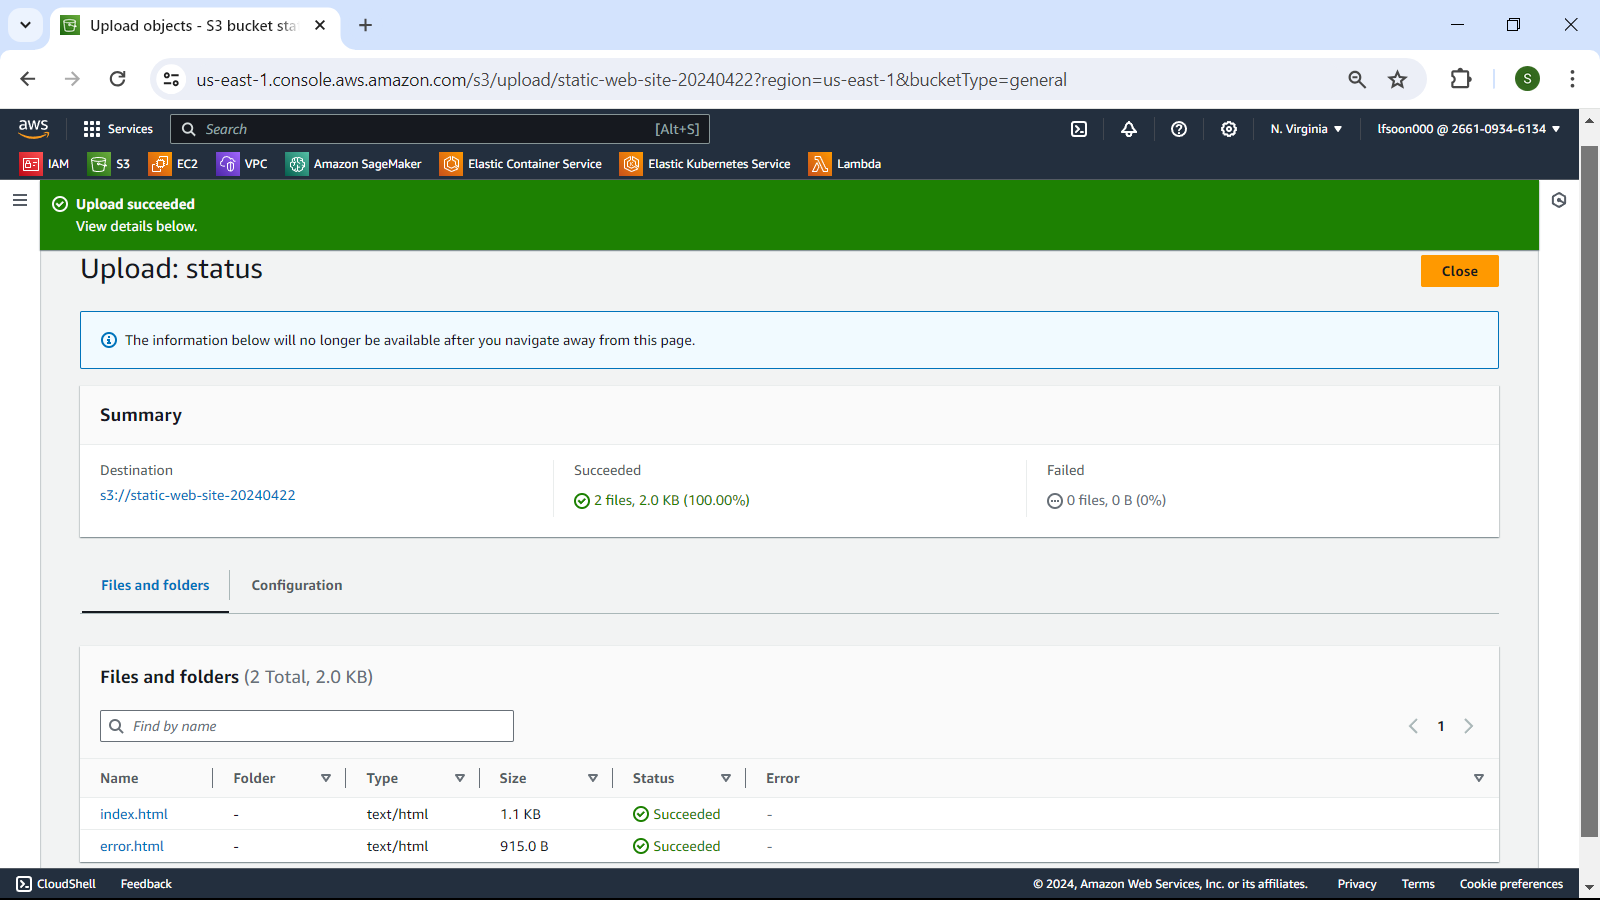 Upload objects - S3 bucket sta
us-east-1.console.aws.amazon.com/s3/upload/static-web-site-20240422?region=us-east-1&bucketType=general
S
aws
Services
Search
[Alt+S]
N. Virginia
lfsoon000 @ 2661-0934-6134
IAM
S3
EC2
VPC
Amazon SageMaker
Elastic Container Service
Elastic Kubernetes Service
Lambda
Upload succeeded
View details below.
Upload: status
Close
The information below will no longer be available after you navigate away from this page.
Summary
Destination
s3://static-web-site-20240422
Succeeded
2 files, 2.0 KB (100.00%)
Failed
0 files, 0 B (0%)
Files and folders
Configuration
Files and folders (2 Total, 2.0 KB)
Find by name
1
Name Folder Type Size Status Error
index.html - text/html 1.1 KB Succeeded -
error.html - text/html 915.0 B Succeeded -
CloudShell
Feedback
© 2024, Amazon Web Services, Inc. or its affiliates.
Privacy
Terms
Cookie preferences